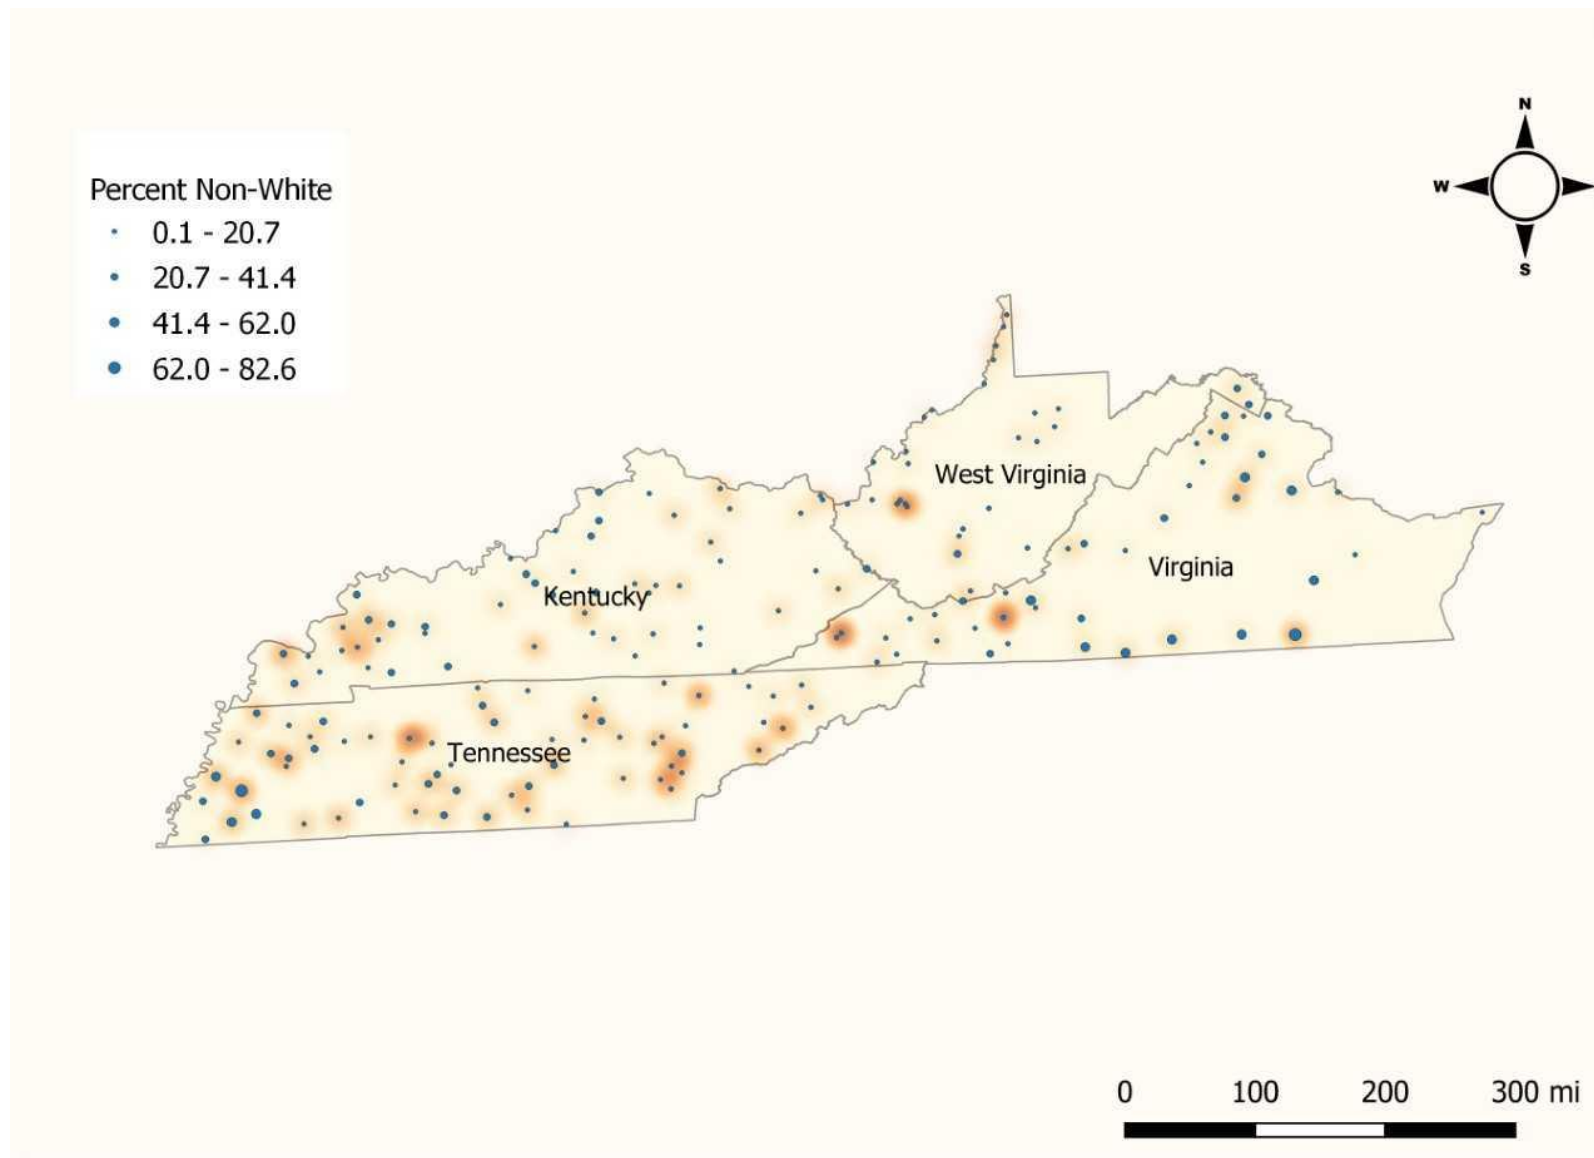 N
W
S
Percent Non-White
0.1 - 20.7
20.7 - 41.4
41.4 - 62.0
62.0 - 82.6
West Virginia
Virginia
Kentucky
Tennessee
0 100 200 300 mi